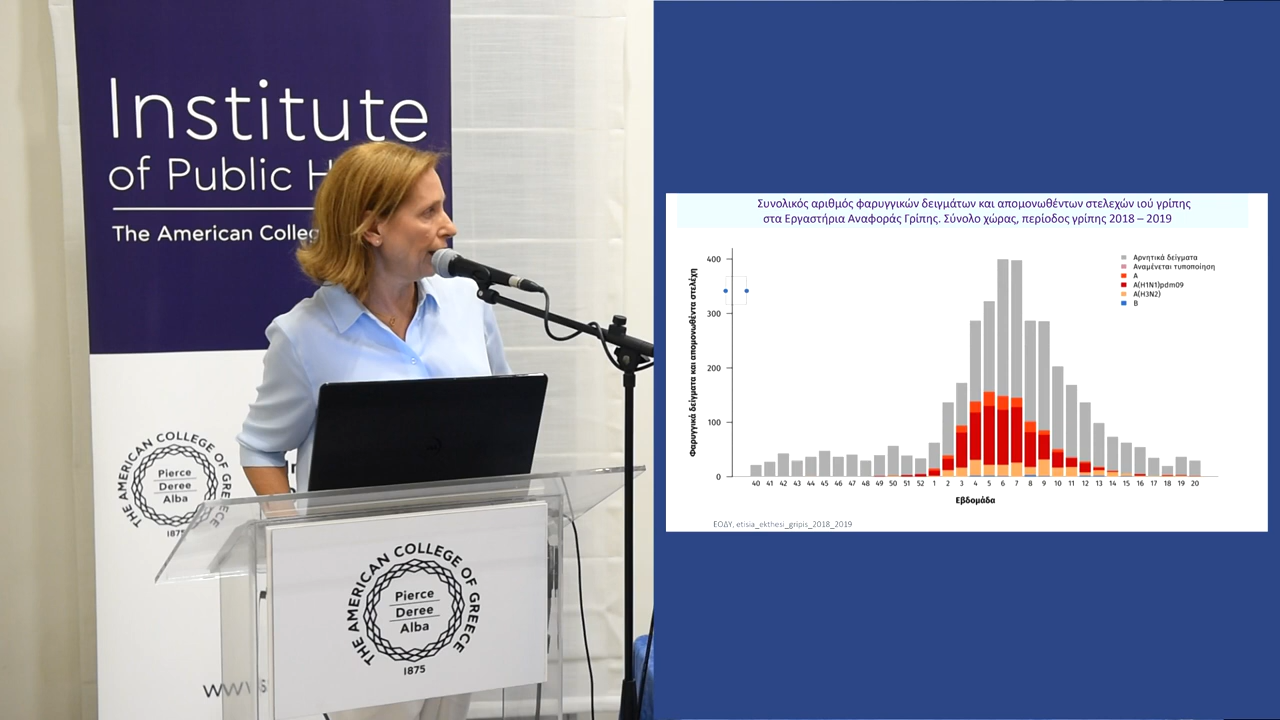 Institute
of Public H
The American Colleg
THE AMERICAN COLLEGE OF GREECE
Pierce
Deree
Alba
187
THE AMERICAN COLLEGE OF GREECE
Pierce
Deree
Alba
1875
www
Συνολικός αριθμός φαρυγγικών δειγμάτων και απομονωθέντων στελεχών ιού γρίπης
στα Εργαστήρια Αναφοράς Γρίπης. Σύνολο χώρας, περίοδος γρίπης 2018 – 2019
Φαρυγγικά δείγματα και απομονωθέντα στελέχη
400
300
200
100
0
Αρνητικά δείγματα
Αναμένεται τυποποίηση
A
A(H1N1)pdm09
A(H3N2)
B
40 41 42 43 44 45 46 47 48 49 50 51 52 1 2 3 4 5 6 7 8 9 10 11 12 13 14 15 16 17 18 19 20
Εβδομάδα
ΕΟΔΥ, etisia_ekthesi_gripis_2018_2019